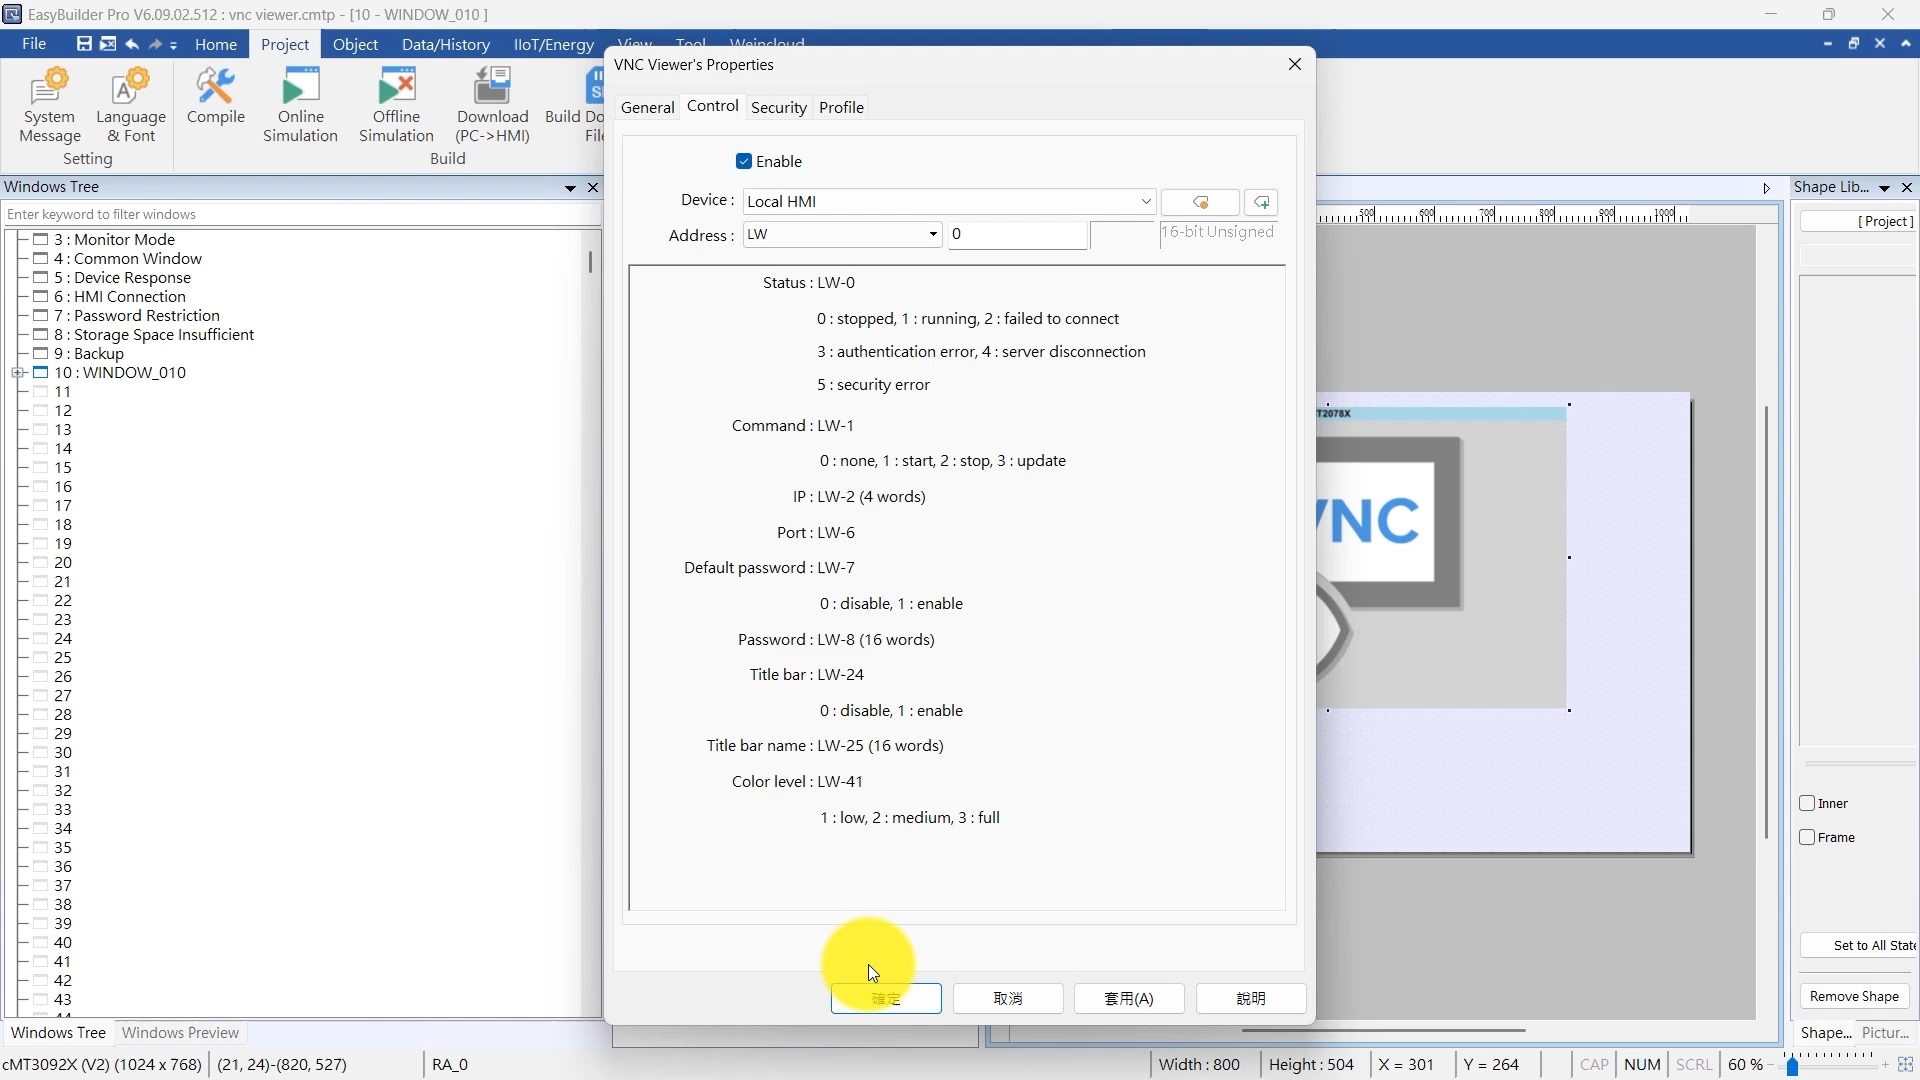 EasyBuilder Pro V6.09.02.512 : vnc viewer.cmtp - [10 - WINDOW_010 ]
File Home Project Object Data/History IIoT/Energy View Tool Weincloud
System Message
Language & Font
Compile
Online Simulation
Offline Simulation
Download (PC->HMI)
Build
Setting
Build
Windows Tree
Enter keyword to filter windows
3 : Monitor Mode
4 : Common Window
5 : Device Response
6 : HMI Connection
7 : Password Restriction
8 : Storage Space Insufficient
9 : Backup
10 : WINDOW_010
11
12
13
14
15
16
17
18
19
20
21
22
23
24
25
26
27
28
29
30
31
32
33
34
35
36
37
38
39
40
41
42
43
Windows Tree Windows Preview
VNC Viewer's Properties
General Control Security Profile
Enable
Device : Local HMI
Address : LW 0 16-bit Unsigned
Status : LW-0
0 : stopped, 1 : running, 2 : failed to connect
3 : authentication error, 4 : server disconnection
5 : security error
Command : LW-1
0 : none, 1 : start, 2 : stop, 3 : update
IP : LW-2 (4 words)
Port : LW-6
Default password : LW-7
0 : disable, 1 : enable
Password : LW-8 (16 words)
Title bar : LW-24
0 : disable, 1 : enable
Title bar name : LW-25 (16 words)
Color level : LW-41
1 : low, 2 : medium, 3 : full
確定 取消 套用(A) 說明
500 600 700 800 900 1000
T2078X
VNC
Shape Lib...
[ Project ]
Inner
Frame
Set to All State
Remove Shape
Shape... Pictur...
cMT3092X (V2) (1024 x 768) (21, 24)-(820, 527) RA_0 Width : 800 Height : 504 X = 301 Y = 264 CAP NUM SCRL 60 %